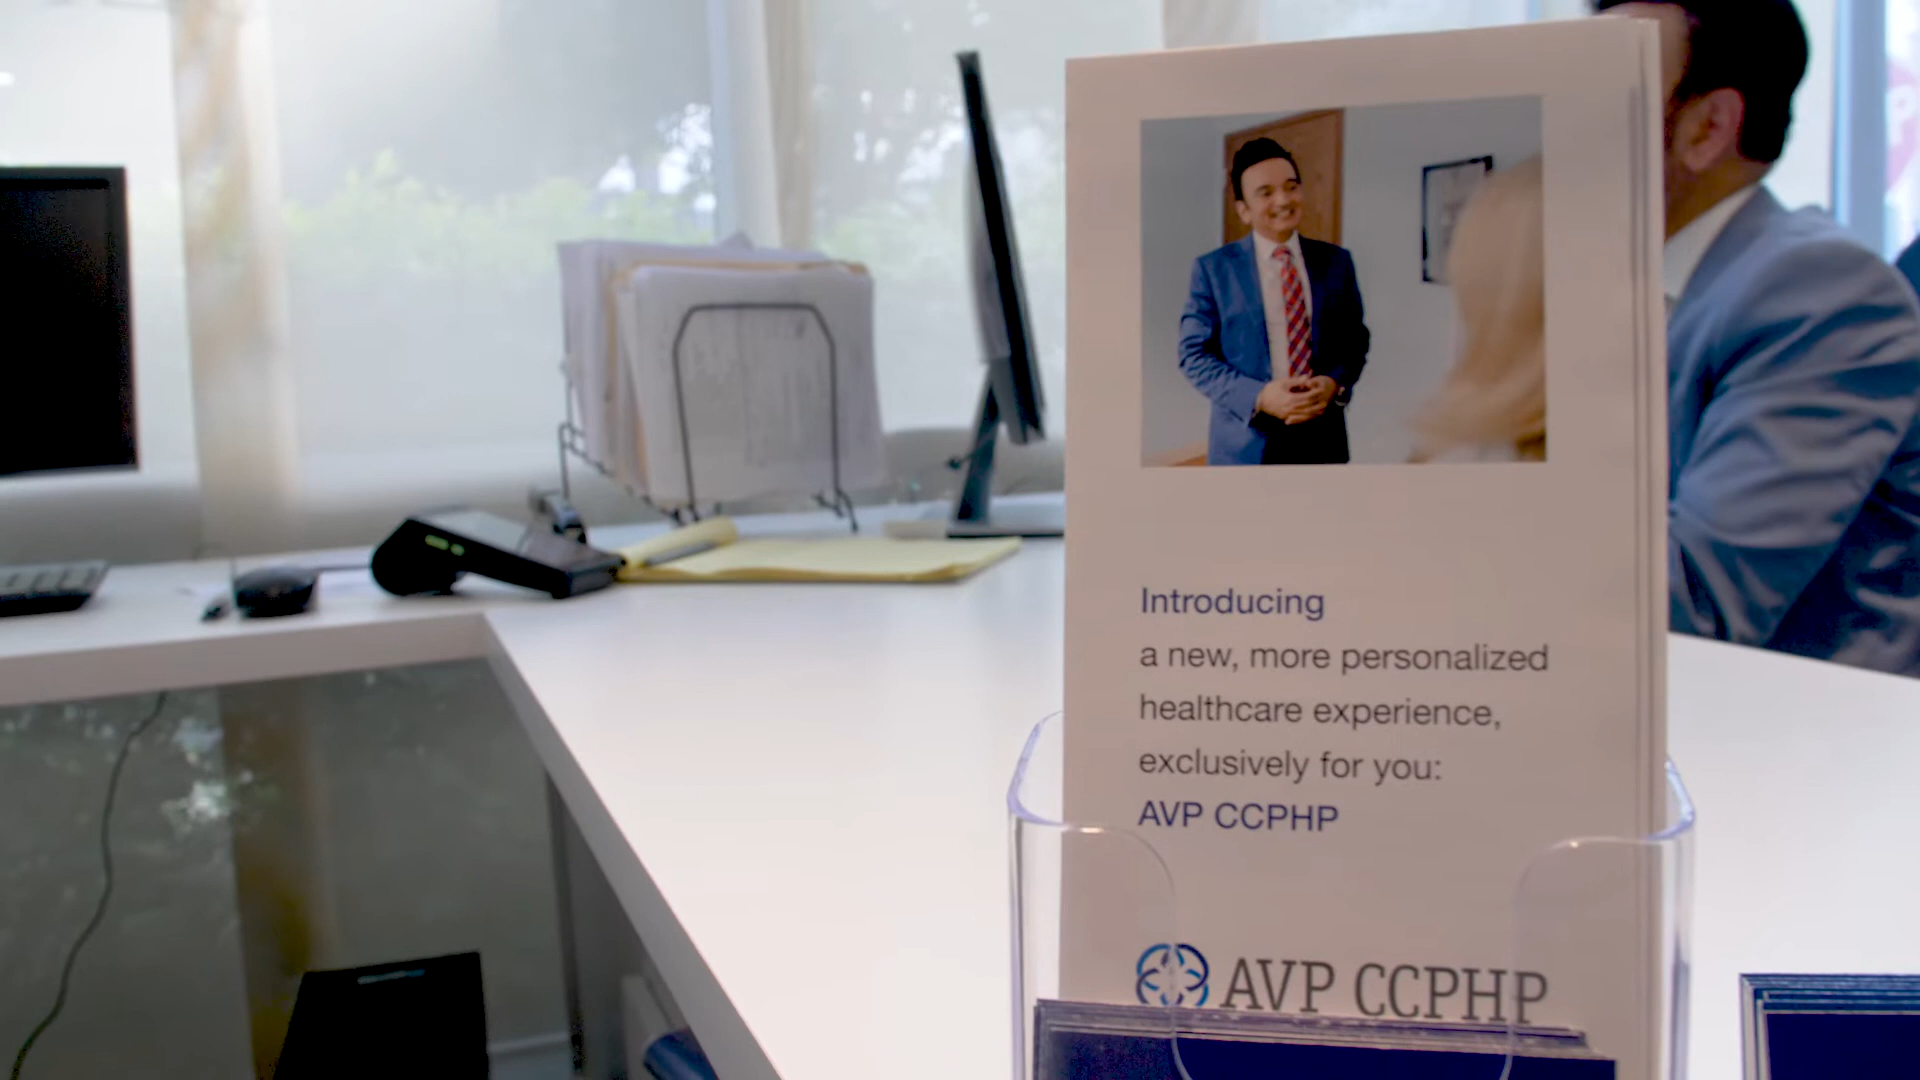 Introducing
a new, more personalized
healthcare experience,
exclusively for you:
AVP CCPHP
AVP CCPHP